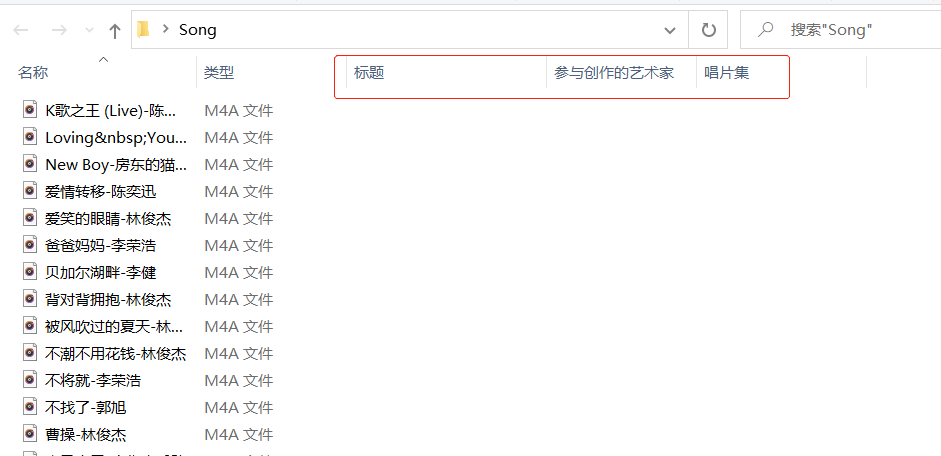 Song
搜索"Song"
名称 类型 标题 参与创作的艺术家 唱片集
K歌之王 (Live)-陈... M4A 文件
Loving&nbsp;You... M4A 文件
New Boy-房东的猫... M4A 文件
爱情转移-陈奕迅 M4A 文件
爱笑的眼睛-林俊杰 M4A 文件
爸爸妈妈-李荣浩 M4A 文件
贝加尔湖畔-李健 M4A 文件
背对背拥抱-林俊杰 M4A 文件
被风吹过的夏天-林... M4A 文件
不潮不用花钱-林俊杰 M4A 文件
不将就-李荣浩 M4A 文件
不找了-郭旭 M4A 文件
曹操-林俊杰 M4A 文件